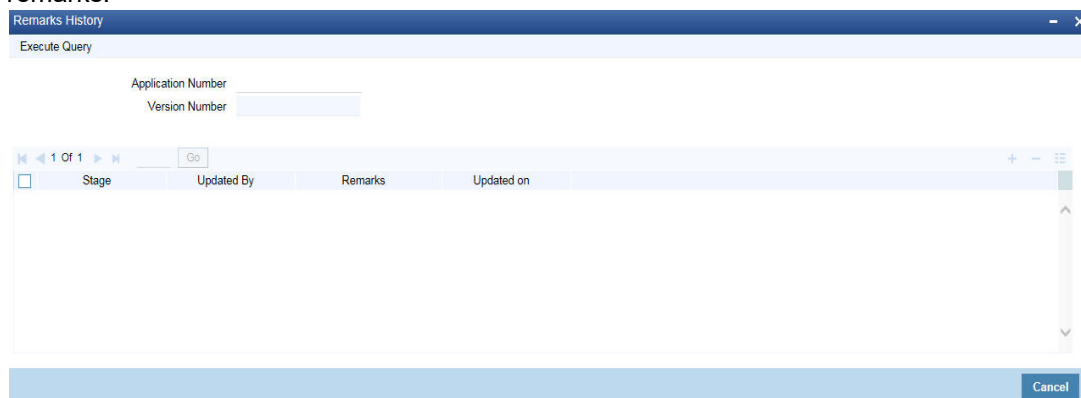 remarks.
Remarks History
Execute Query
Application Number
Version Number
1 Of 1 Go
Stage Updated By Remarks Updated on
Cancel